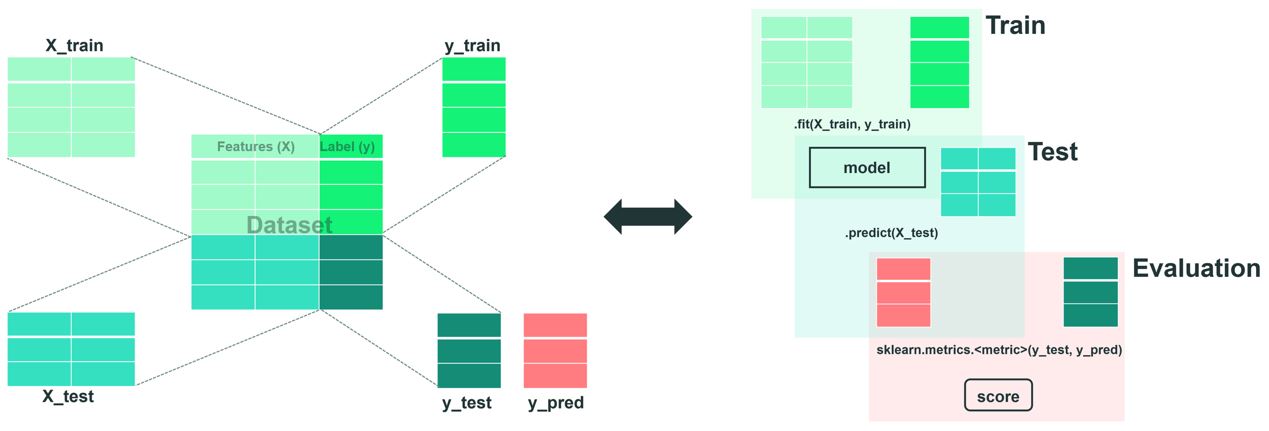 X_train
y_train
Features (X)
Label (y)
Dataset
X_test
y_test
y_pred
Train
.fit(X_train, y_train)
model
Test
.predict(X_test)
Evaluation
sklearn.metrics.<metric>(y_test, y_pred)
score